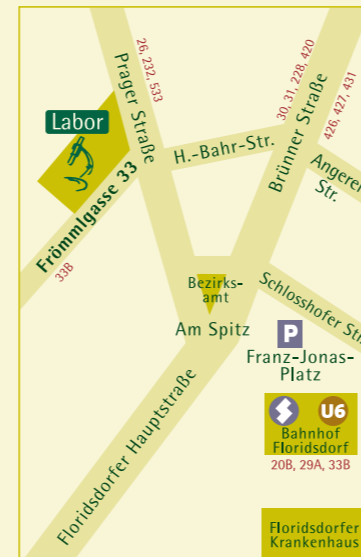 26, 232, 533
Prager Straße
30, 31, 228, 420
Brünner Straße
426, 427, 431
Labor
H.-Bahr-Str.
Angerer
Str.
Frömmlgasse 33
33B
Bezirks-
amt
Schlosshofer Str.
Am Spitz
P
Franz-Jonas-
Platz
U6
Bahnhof
Floridsdorf
20B, 29A, 33B
Floridsdorfer Hauptstraße
Floridsdorfer
Krankenhaus